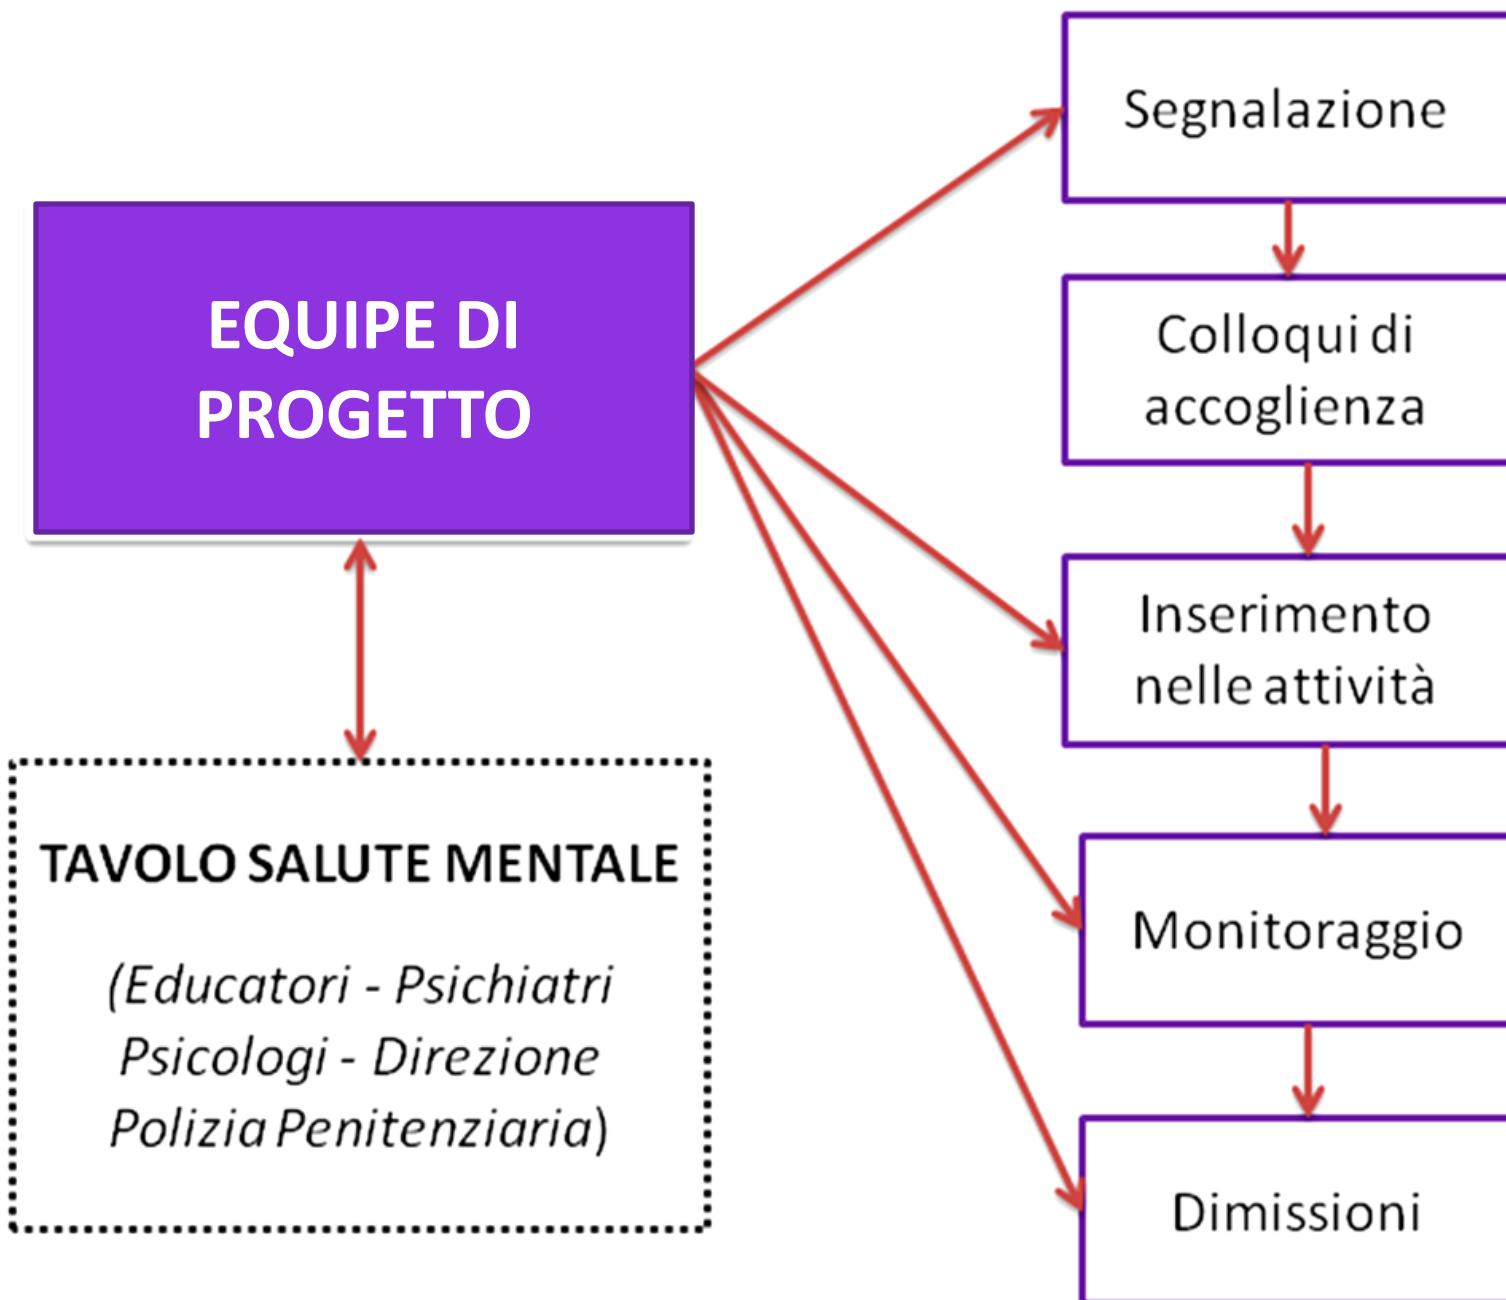 EQUIPE DI
PROGETTO
TAVOLO SALUTE MENTALE
(Educatori - Psichiatri
Psicologi - Direzione
Polizia Penitenziaria)
Segnalazione
Colloqui di
accoglienza
Inserimento
nelle attività
Monitoraggio
Dimissioni